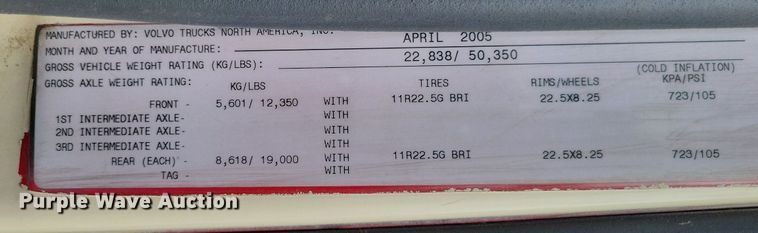 MANUFACTURED BY: VOLVO TRUCKS NORTH AMERICA, INC.
MONTH AND YEAR OF MANUFACTURE: APRIL 2005
GROSS VEHICLE WEIGHT RATING (KG/LBS): 22,838/ 50,350
GROSS AXLE WEIGHT RATING: KG/LBS TIRES RIMS/WHEELS (COLD INFLATION) KPA/PSI
FRONT - 5,601/ 12,350 WITH 11R22.5G BRI 22.5X8.25 723/105
1ST INTERMEDIATE AXLE- WITH
2ND INTERMEDIATE AXLE- WITH
3RD INTERMEDIATE AXLE- WITH
REAR (EACH) - 8,618/ 19,000 WITH 11R22.5G BRI 22.5X8.25 723/105
TAG - WITH
Purple Wave Auction